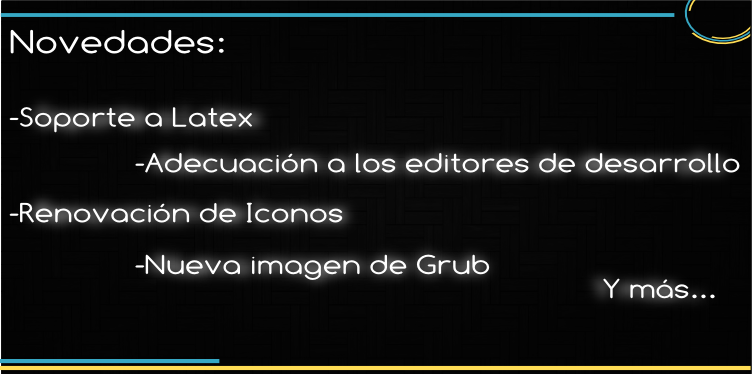 Novedades:
-Soporte a Latex
-Adecuación a los editores de desarrollo
-Renovación de Iconos
-Nueva imagen de Grub
Y más...